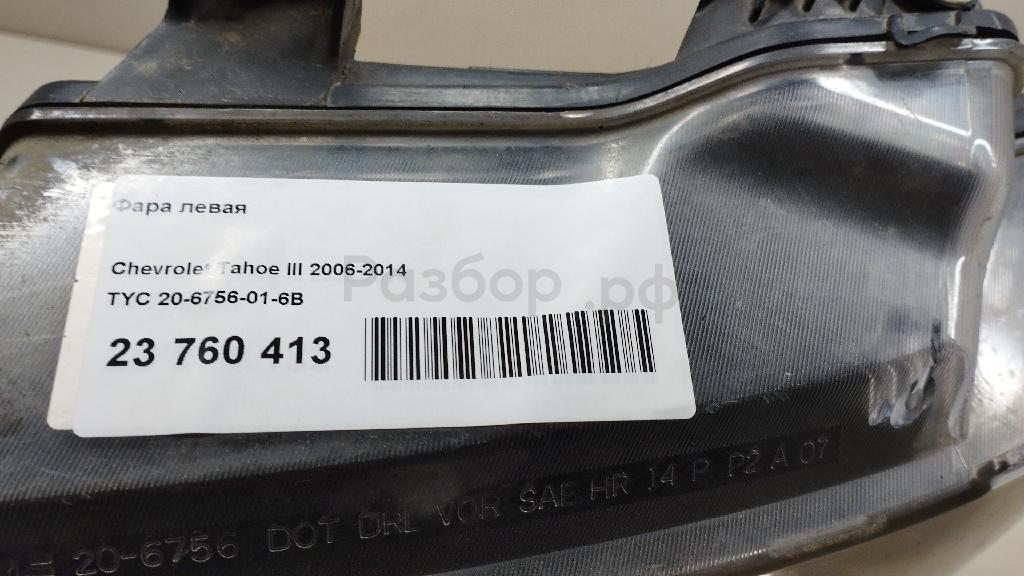 Фара левая
Chevrolet Tahoe III 2006-2014
TYC 20-6756-01-6B
23 760 413
Разбор.рф
20-6756 DOT DRL VOR SAE HR 14 P P2 A 07